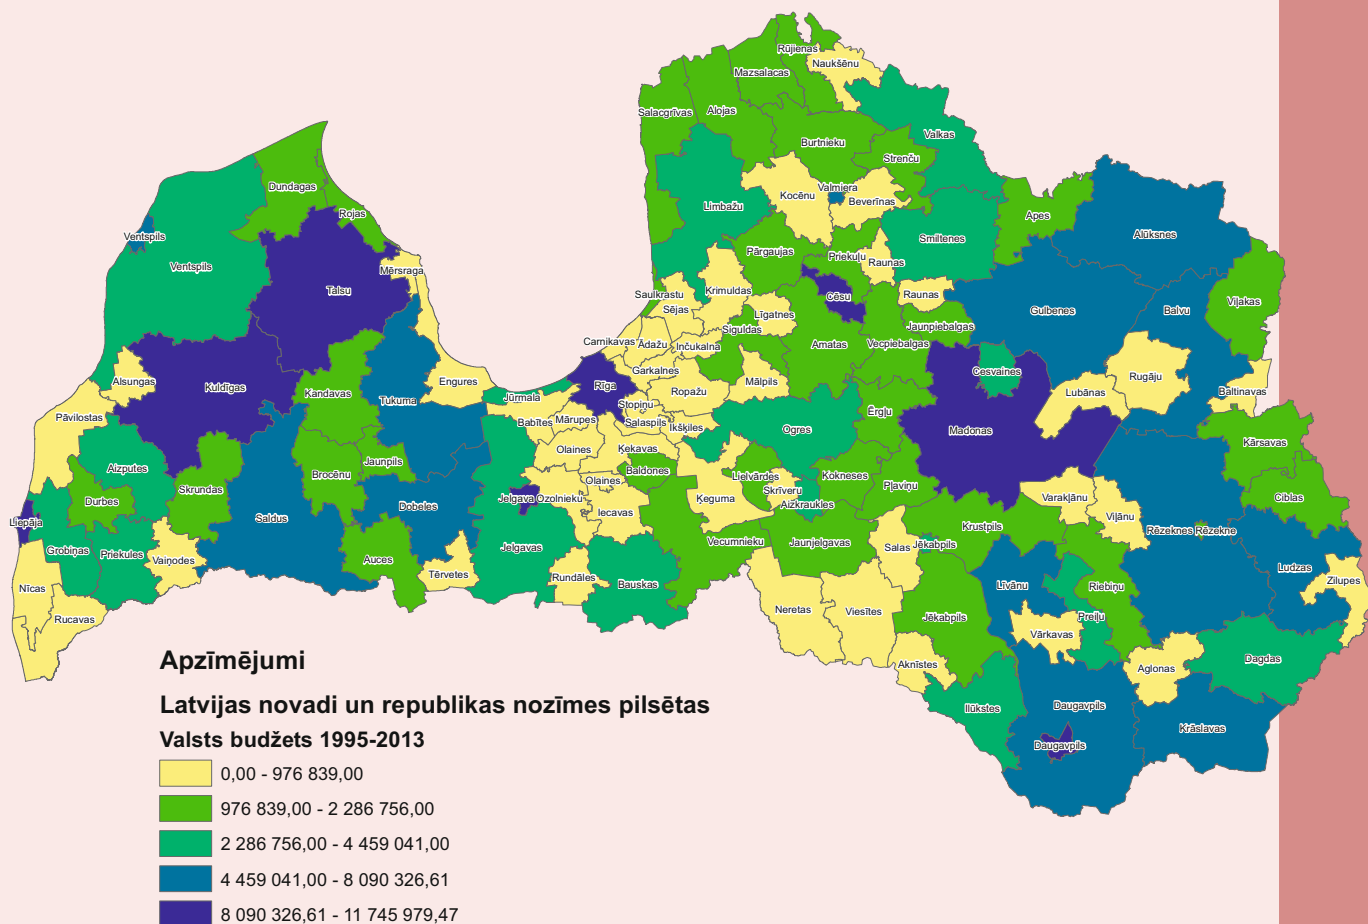 Rūjienas
Naukšēnu
Mazsalacas
Salacgrīvas
Alojas
Valkas
Burtnieku
Strenču
Dundagas
Valmiera
Kocēnu
Beverīnas
Limbažu
Rojas
Apes
Ventspils
Alūksnes
Smiltenes
Pārgaujas
Priekuļu
Raunas
Ventspils
Mērsraga
Talsu
Krimuldas
Saulkrastu
Cēsu
Raunas
Viļakas
Sējas
Līgatnes
Gulbenes
Balvu
Siguldas
Jaunpiebalgas
Carnikavas
Ādažu
Inčukalna
Amatas
Vecpiebalgas
Garkalnes
Cesvaines
Rugāju
Alsungas
Kuldīgas
Engures
Rīga
Mālpils
Kandavas
Ropažu
Lubānas
Baltinavas
Tukuma
Jūrmala
Stopiņu
Pāvilostas
Babītes
Mārupes
Salaspils
Ikšķiles
Ogres
Ērgļu
Madonas
Kārsavas
Olaines
Ķekavas
Jaunpils
Aizputes
Brocēnu
Baldones
Lielvārdes
Kokneses
Skrundas
Olaines
Skrīveru
Pļaviņu
Durbes
Jelgava
Ozolnieku
Ķeguma
Varakļānu
Ciblas
Dobeles
Aizkraukles
Iecavas
Viļānu
Liepāja
Saldus
Krustpils
Rēzeknes
Rēzekne
Vecumnieku
Jaunjelgavas
Jēkabpils
Grobiņas
Priekules
Jelgavas
Salas
Vaiņodes
Auces
Ludzas
Tērvetes
Rundāles
Zilupes
Bauskas
Līvānu
Riebiņu
Nīcas
Neretas
Viesītes
Jēkabpils
Preiļu
Rucavas
Vārkavas
Dagdas
Aknīstes
Aglonas
Apzīmējumi
Ilūkstes
Daugavpils
Latvijas novadi un republikas nozīmes pilsētas
Krāslavas
Valsts budžets 1995-2013
Daugavpils
0,00 - 976 839,00
976 839,00 - 2 286 756,00
2 286 756,00 - 4 459 041,00
4 459 041,00 - 8 090 326,61
8 090 326,61 - 11 745 979,47